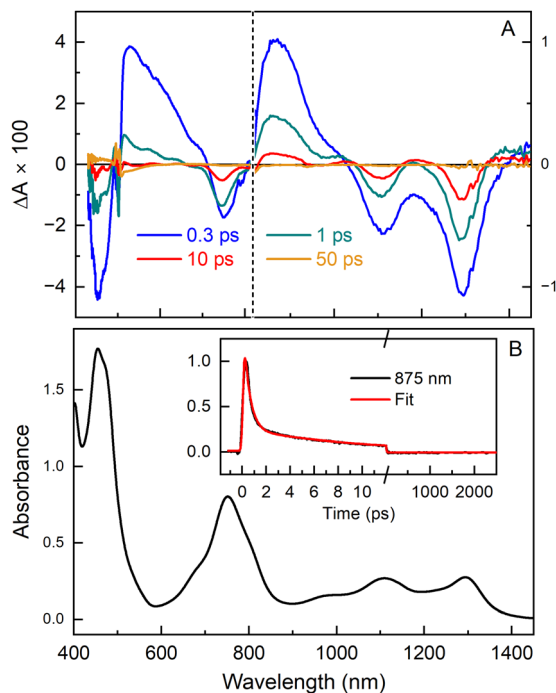 A
4
2
0
−2
−4
1
0
−1
ΔA × 100
0.3 ps 1 ps
10 ps 50 ps
B
1.5
1.0
0.5
0.0
Absorbance
1.0
0.5
0.0
875 nm
Fit
0 2 4 6 8 10 1000 2000
Time (ps)
400 600 800 1000 1200 1400
Wavelength (nm)